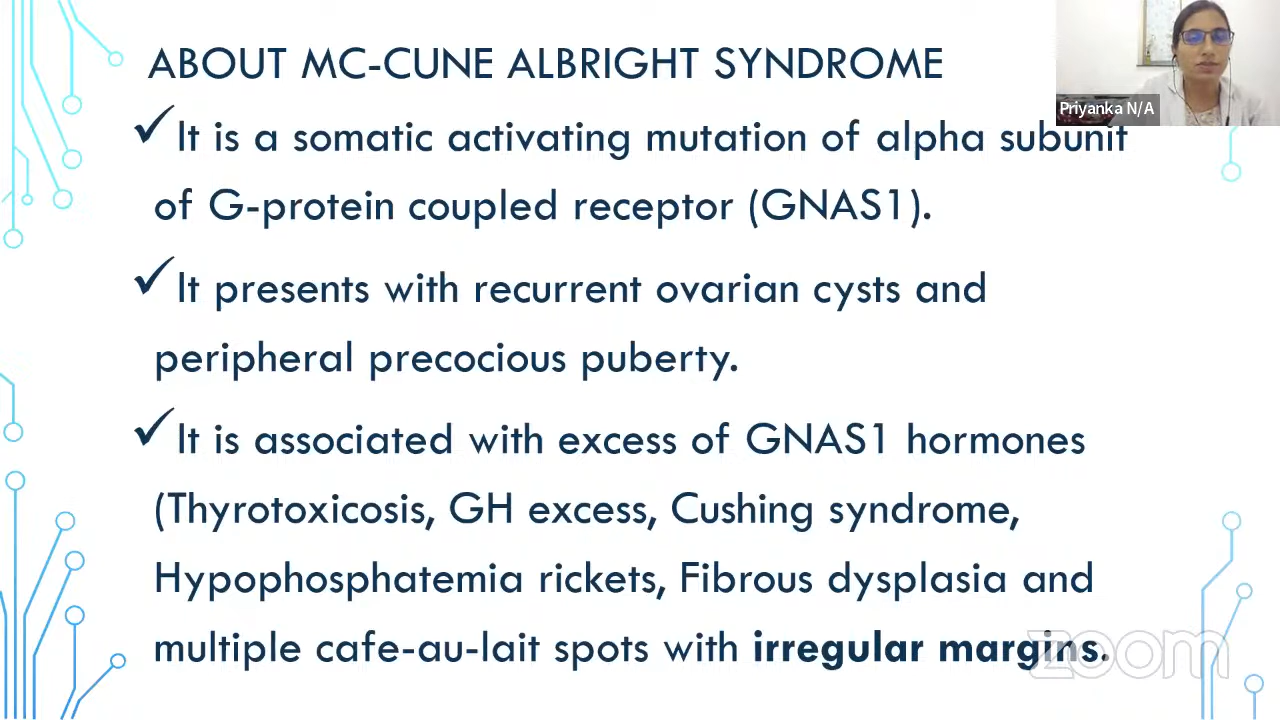 ABOUT MC-CUNE ALBRIGHT SYNDROME
Priyanka N/A
It is a somatic activating mutation of alpha subunit
of G-protein coupled receptor (GNAS1).
It presents with recurrent ovarian cysts and
peripheral precocious puberty.
It is associated with excess of GNAS1 hormones
(Thyrotoxicosis, GH excess, Cushing syndrome,
Hypophosphatemia rickets, Fibrous dysplasia and
multiple cafe-au-lait spots with irregular margins.
zoom